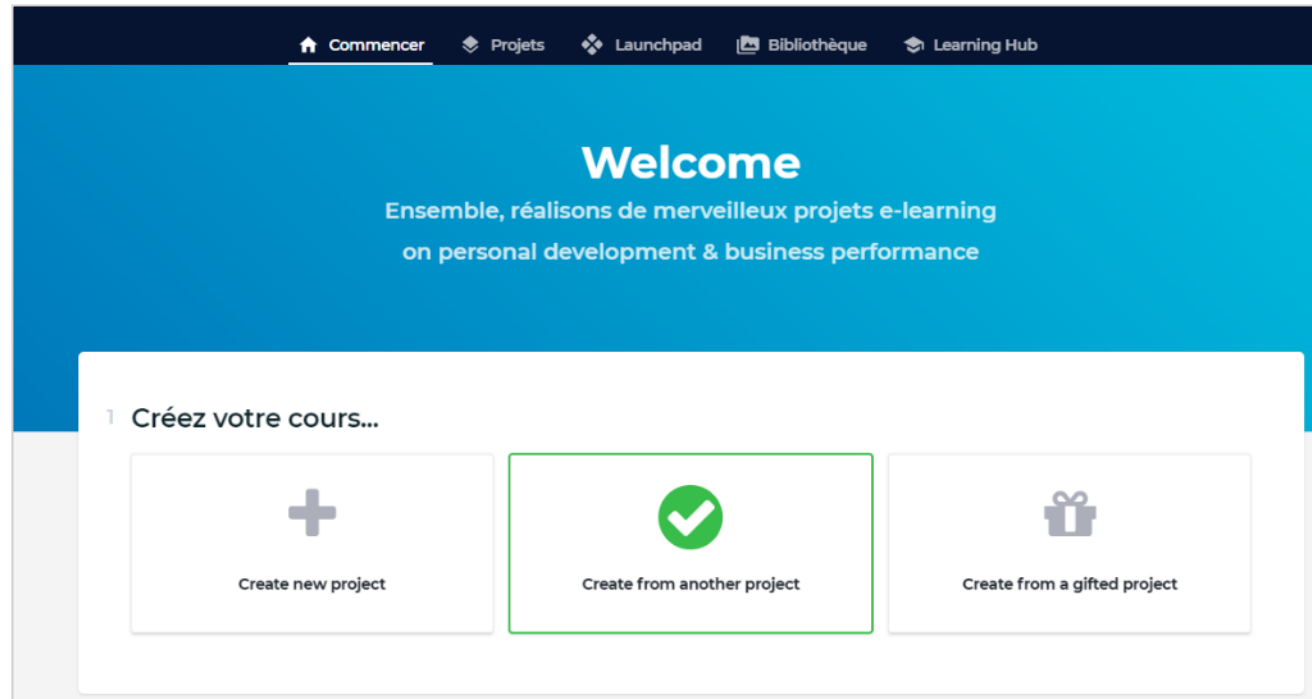 Commencer Projets Launchpad Bibliothèque Learning Hub
Welcome
Ensemble, réalisons de merveilleux projets e-learning
on personal development & business performance
1 Créez votre cours...
Create new project
Create from another project
Create from a gifted project